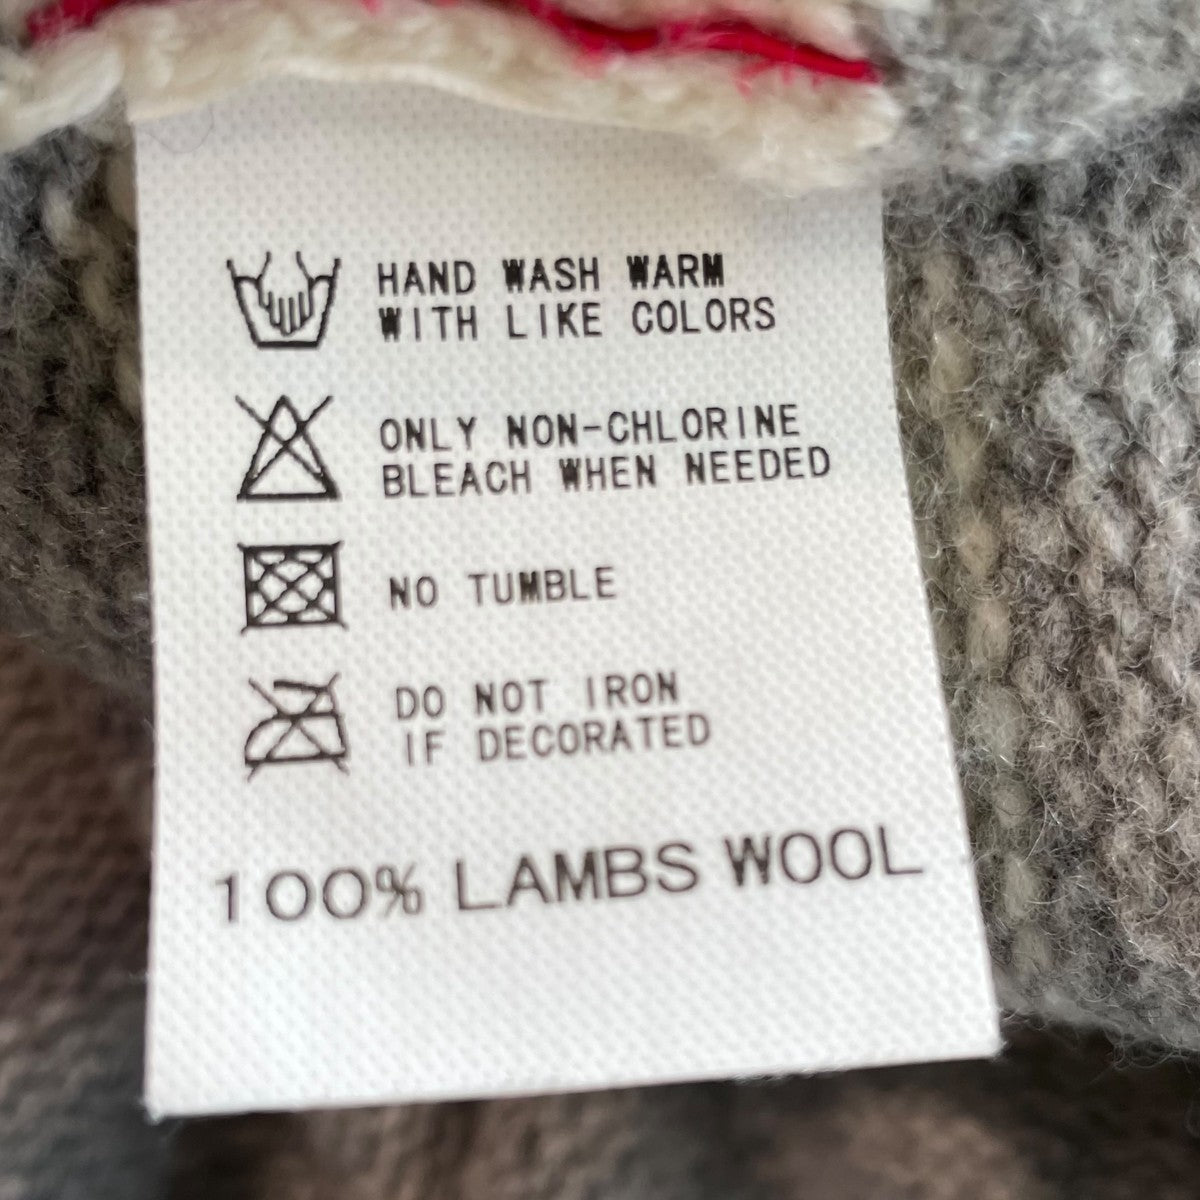 HAND WASH WARM
WITH LIKE COLORS
ONLY NON-CHLORINE
BLEACH WHEN NEEDED
NO TUMBLE
DO NOT IRON
IF DECORATED
100% LAMBS WOOL